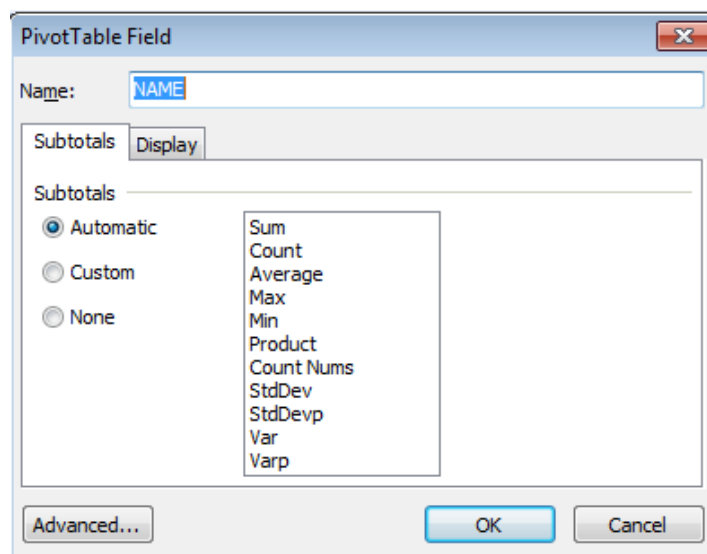 PivotTable Field
Name: NAME
Subtotals Display
Subtotals
Automatic
Custom
None
Sum
Count
Average
Max
Min
Product
Count Nums
StdDev
StdDevp
Var
Varp
Advanced... OK Cancel